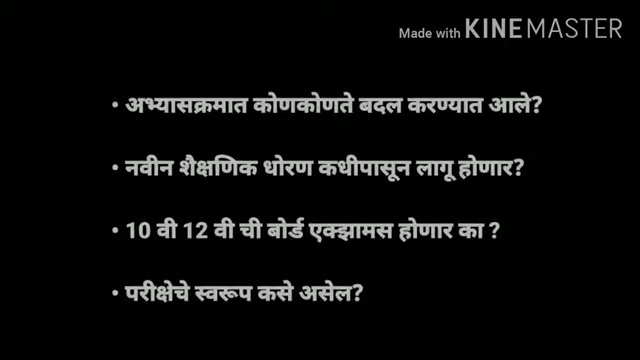 Made with KINEMASTER
• अभ्यासक्रमात कोणकोणते बदल करण्यात आले?
• नवीन शैक्षणिक धोरण कधीपासून लागू होणार?
• 10 वी 12 वी ची बोर्ड एक्झामस होणार का ?
• परीक्षेचे स्वरूप कसे असेल?